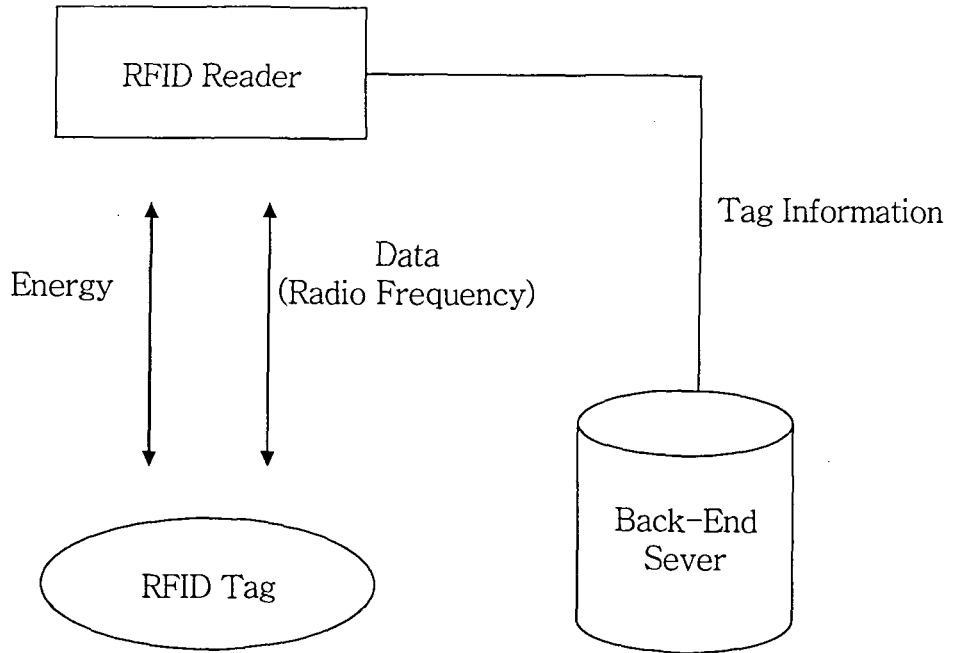 RFID Reader
Tag Information
Energy
Data
(Radio Frequency)
Back-End
Sever
RFID Tag